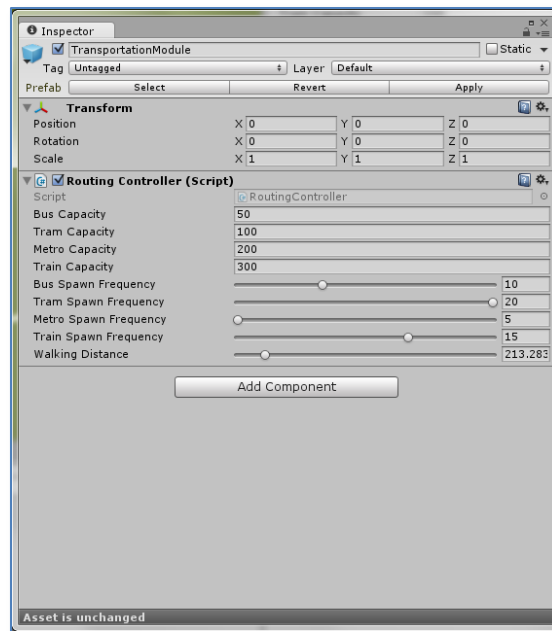 Inspector
TransportationModule Static
Tag Untagged Layer Default
Prefab Select Revert Apply
Transform
Position X 0 Y 0 Z 0
Rotation X 0 Y 0 Z 0
Scale X 1 Y 1 Z 1
Routing Controller (Script)
Script RoutingController
Bus Capacity 50
Tram Capacity 100
Metro Capacity 200
Train Capacity 300
Bus Spawn Frequency 10
Tram Spawn Frequency 20
Metro Spawn Frequency 5
Train Spawn Frequency 15
Walking Distance 213.283
Add Component
Asset is unchanged